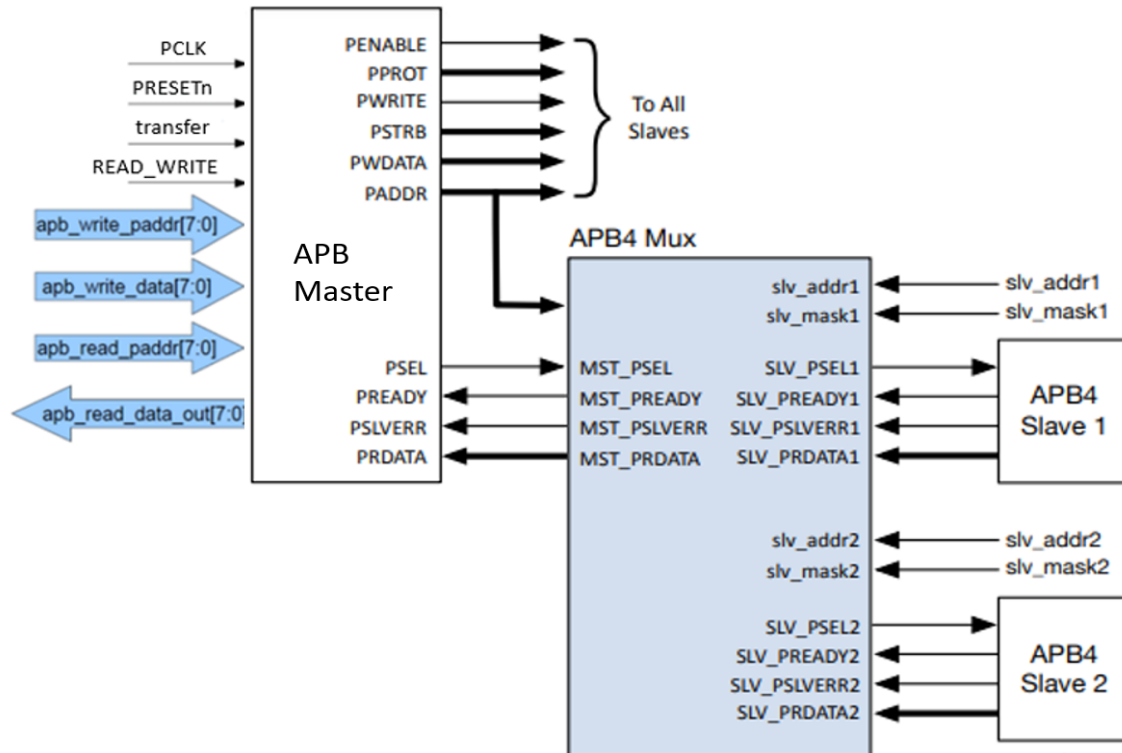 PCLK
PRESETn
transfer
READ_WRITE
apb_write_paddr[7:0]
apb_write_data[7:0]
apb_read_paddr[7:0]
apb_read_data_out[7:0]
APB
Master
PENABLE
PPROT
PWRITE
PSTRB
PWDATA
PADDR
PSEL
PREADY
PSLVERR
PRDATA
To All
Slaves
APB4 Mux
MST_PSEL
MST_PREADY
MST_PSLVERR
MST_PRDATA
slv_addr1
slv_mask1
SLV_PSEL1
SLV_PREADY1
SLV_PSLVERR1
SLV_PRDATA1
slv_addr2
slv_mask2
SLV_PSEL2
SLV_PREADY2
SLV_PSLVERR2
SLV_PRDATA2
slv_addr1
slv_mask1
APB4
Slave 1
slv_addr2
slv_mask2
APB4
Slave 2